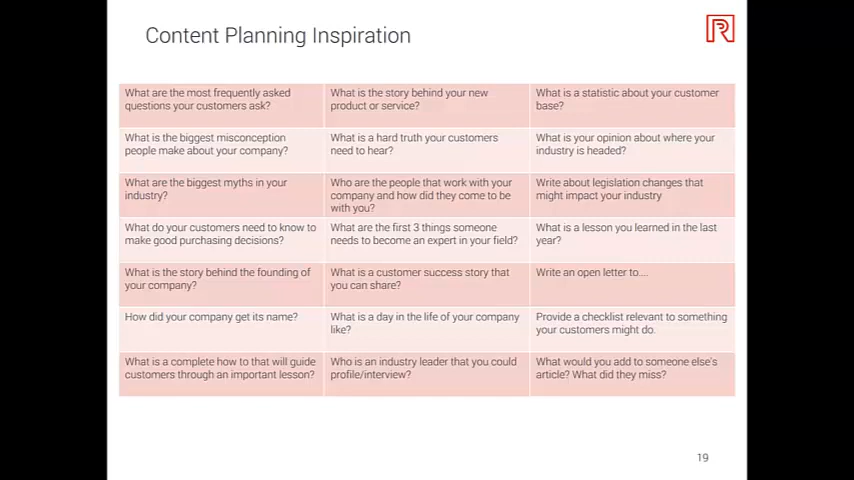 Content Planning Inspiration
R
What are the most frequently asked
questions your customers ask?
What is the story behind your new
product or service?
What is a statistic about your customer
base?
What is the biggest misconception
people make about your company?
What is a hard truth your customers
need to hear?
What is your opinion about where your
industry is headed?
What are the biggest myths in your
industry?
Who are the people that work with your
company and how did they come to be
with you?
Write about legislation changes that
might impact your industry
What do your customers need to know to
make good purchasing decisions?
What are the first 3 things someone
needs to become an expert in your field?
What is a lesson you learned in the last
year?
What is the story behind the founding of
your company?
What is a customer success story that
you can share?
Write an open letter to....
How did your company get its name?
What is a day in the life of your company
like?
Provide a checklist relevant to something
your customers might do.
What is a complete how to that will guide
customers through an important lesson?
Who is an industry leader that you could
profile/interview?
What would you add to someone else's
article? What did they miss?
19